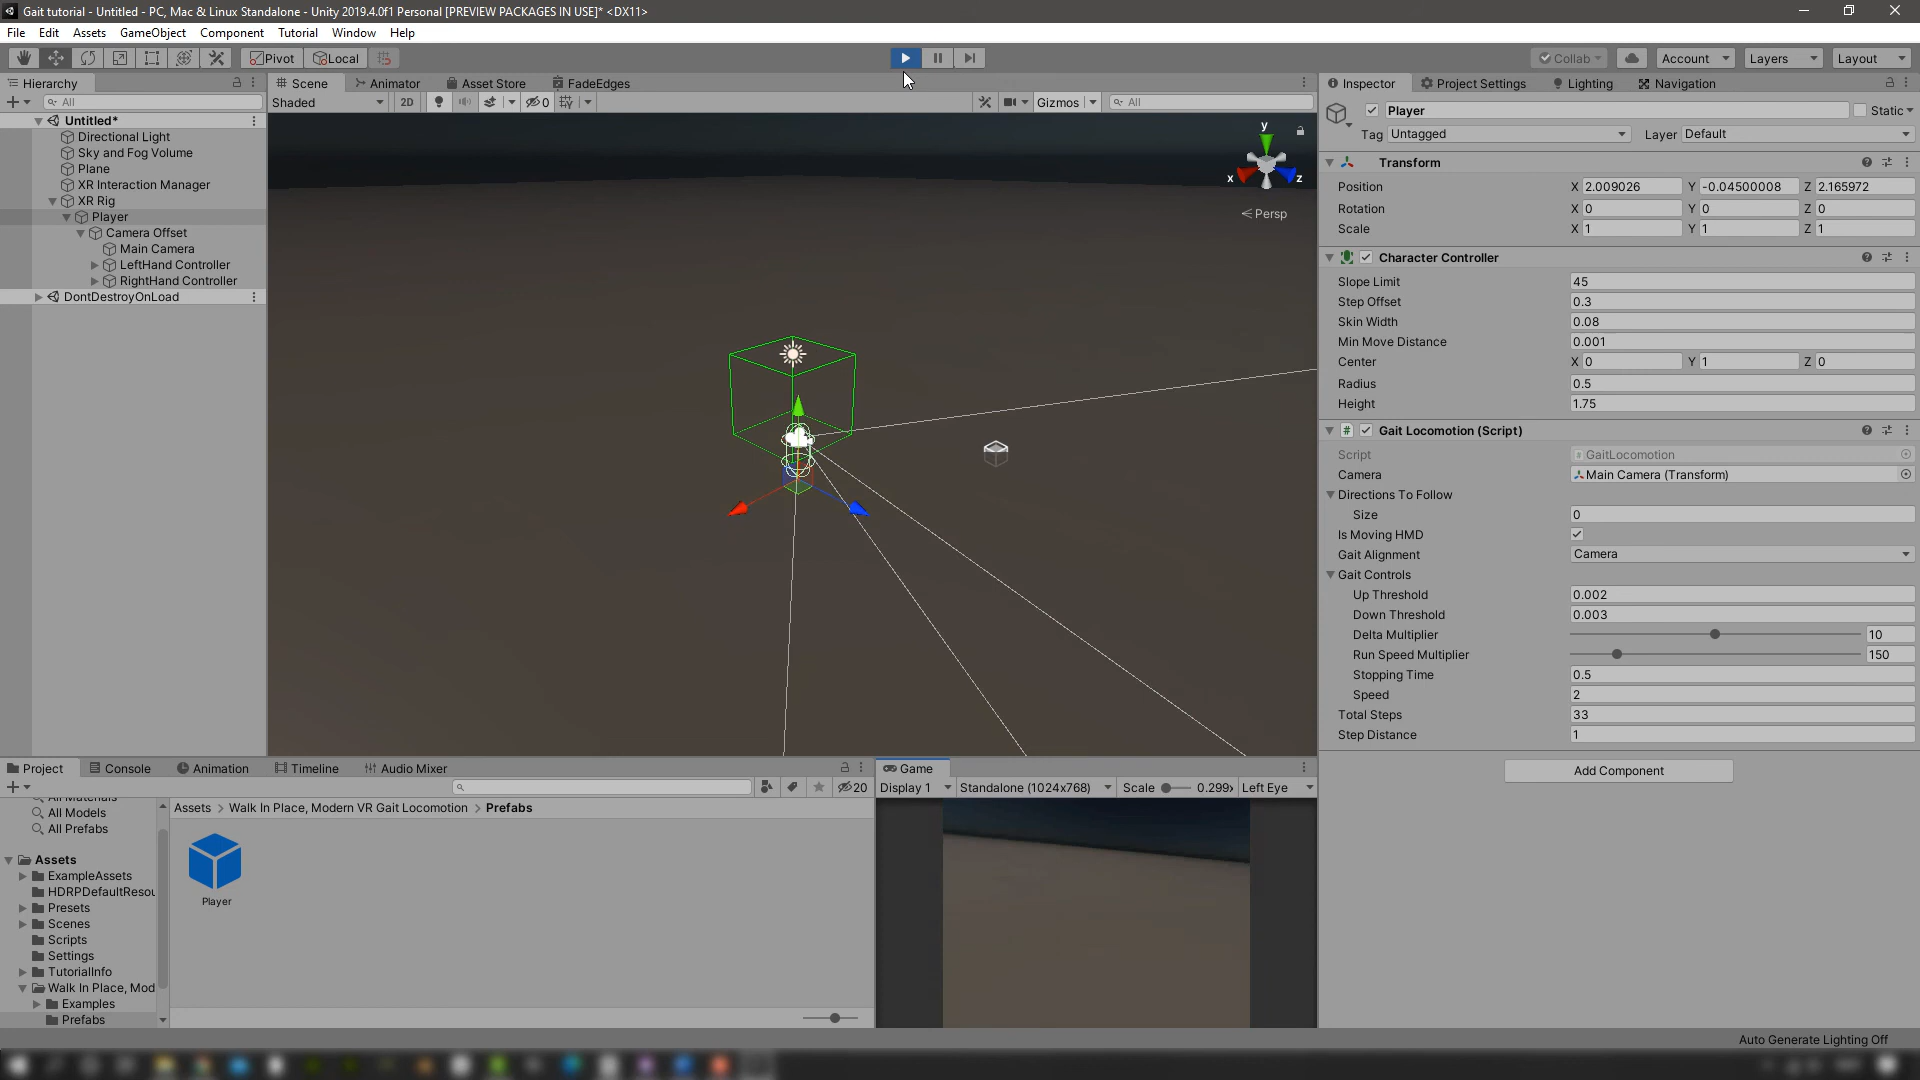 Gait tutorial - Untitled - PC, Mac & Linux Standalone - Unity 2019.4.0f1 Personal [PREVIEW PACKAGES IN USE]* <DX11>
File Edit Assets GameObject Component Tutorial Window Help
Pivot Local Collab Account Layers Layout
Hierarchy
All
Untitled*
Directional Light
Sky and Fog Volume
Plane
XR Interaction Manager
XR Rig
Player
Camera Offset
Main Camera
LeftHand Controller
RightHand Controller
DontDestroyOnLoad
Scene Animator Asset Store FadeEdges
Shaded 2D 0 Gizmos All
y
x z
Persp
Inspector Project Settings Lighting Navigation
Player Static
Tag Untagged Layer Default
Transform
Position X 2.009026 Y -0.04500008 Z 2.165972
Rotation X 0 Y 0 Z 0
Scale X 1 Y 1 Z 1
Character Controller
Slope Limit 45
Step Offset 0.3
Skin Width 0.08
Min Move Distance 0.001
Center X 0 Y 1 Z 0
Radius 0.5
Height 1.75
Gait Locomotion (Script)
Script GaitLocomotion
Camera Main Camera (Transform)
Directions To Follow
Size 0
Is Moving HMD
Gait Alignment Camera
Gait Controls
Up Threshold 0.002
Down Threshold 0.003
Delta Multiplier 10
Run Speed Multiplier 150
Stopping Time 0.5
Speed 2
Total Steps 33
Step Distance 1
Add Component
Project Console Animation Timeline Audio Mixer
20
All Materials
All Models
All Prefabs
Assets
ExampleAssets
HDRPDefaultResou
Presets
Scenes
Scripts
Settings
TutorialInfo
Walk In Place, Mod
Examples
Prefabs
Assets > Walk In Place, Modern VR Gait Locomotion > Prefabs
Player
Game
Display 1 Standalone (1024x768) Scale 0.299x Left Eye
Auto Generate Lighting Off